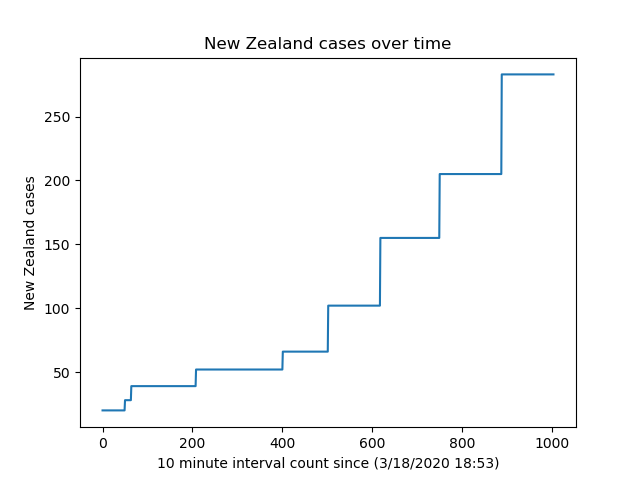 New Zealand cases over time
250
200
150
100
50
New Zealand cases
0 200 400 600 800 1000
10 minute interval count since (3/18/2020 18:53)